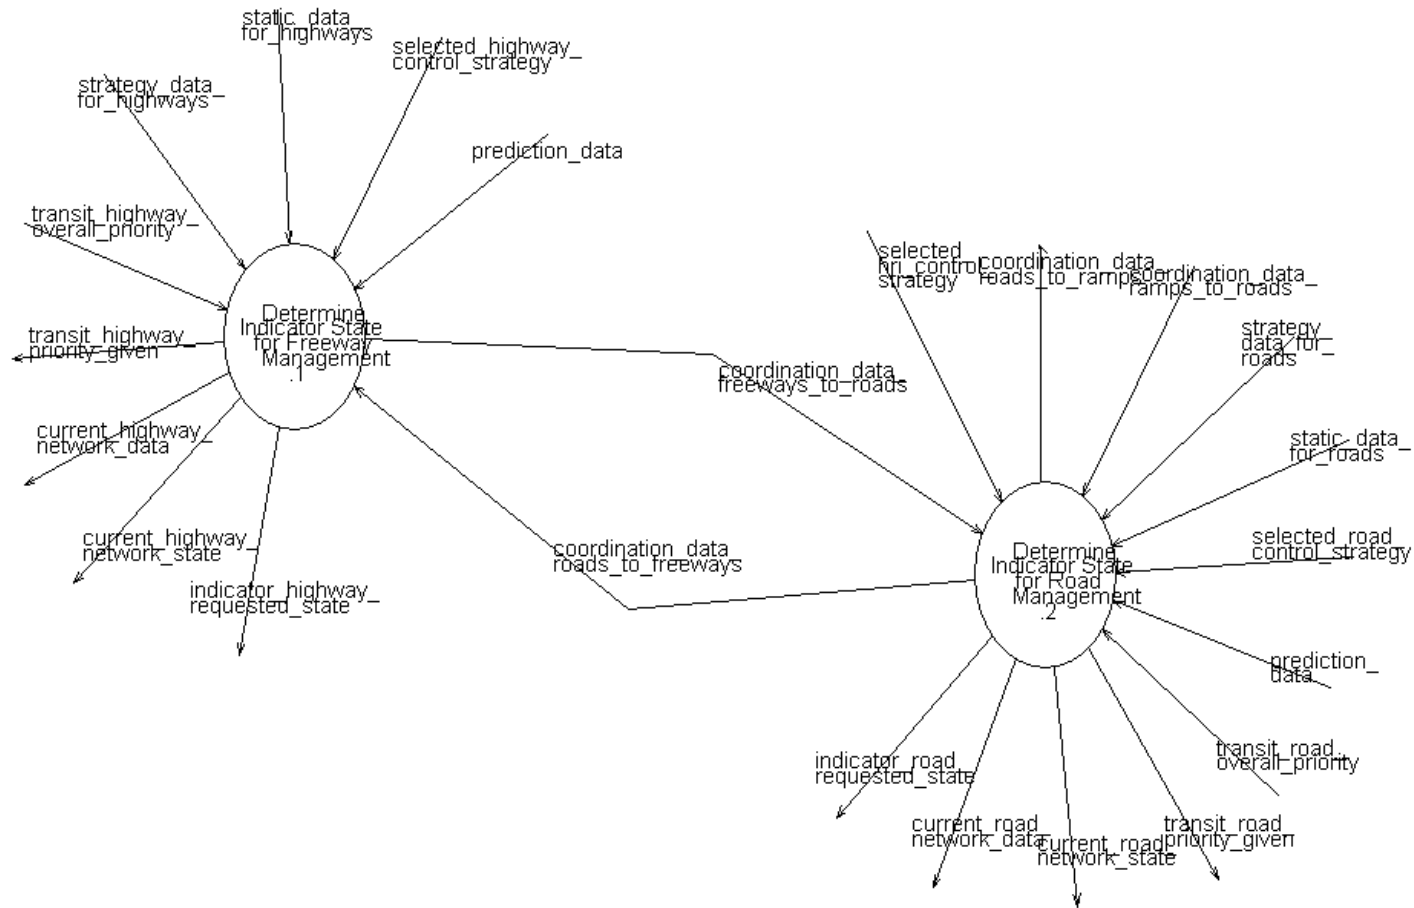 static_data_
for_highways
selected_highway_
control_strategy
strategy_data_
for_highways
prediction_data
transit_highway_
overall_priority
Determine
Indicator State
for Freeway
Management
.1
transit_highway_
priority_given
current_highway_
network_data
current_highway_
network_state
indicator_highway_
requested_state
coordination_data_
freeways_to_roads
coordination_data_
roads_to_freeways
selected_
hri_control_
strategy
coordination_data_
roads_to_ramps
coordination_data_
ramps_to_roads
strategy_
data_for_
roads
static_data_
for_roads
selected_road_
control_strategy
Determine
Indicator State
for Road
Management
.2
prediction_
data
transit_road_
overall_priority
indicator_road_
requested_state
current_road_
network_data
current_road_
network_state
transit_road_
priority_given